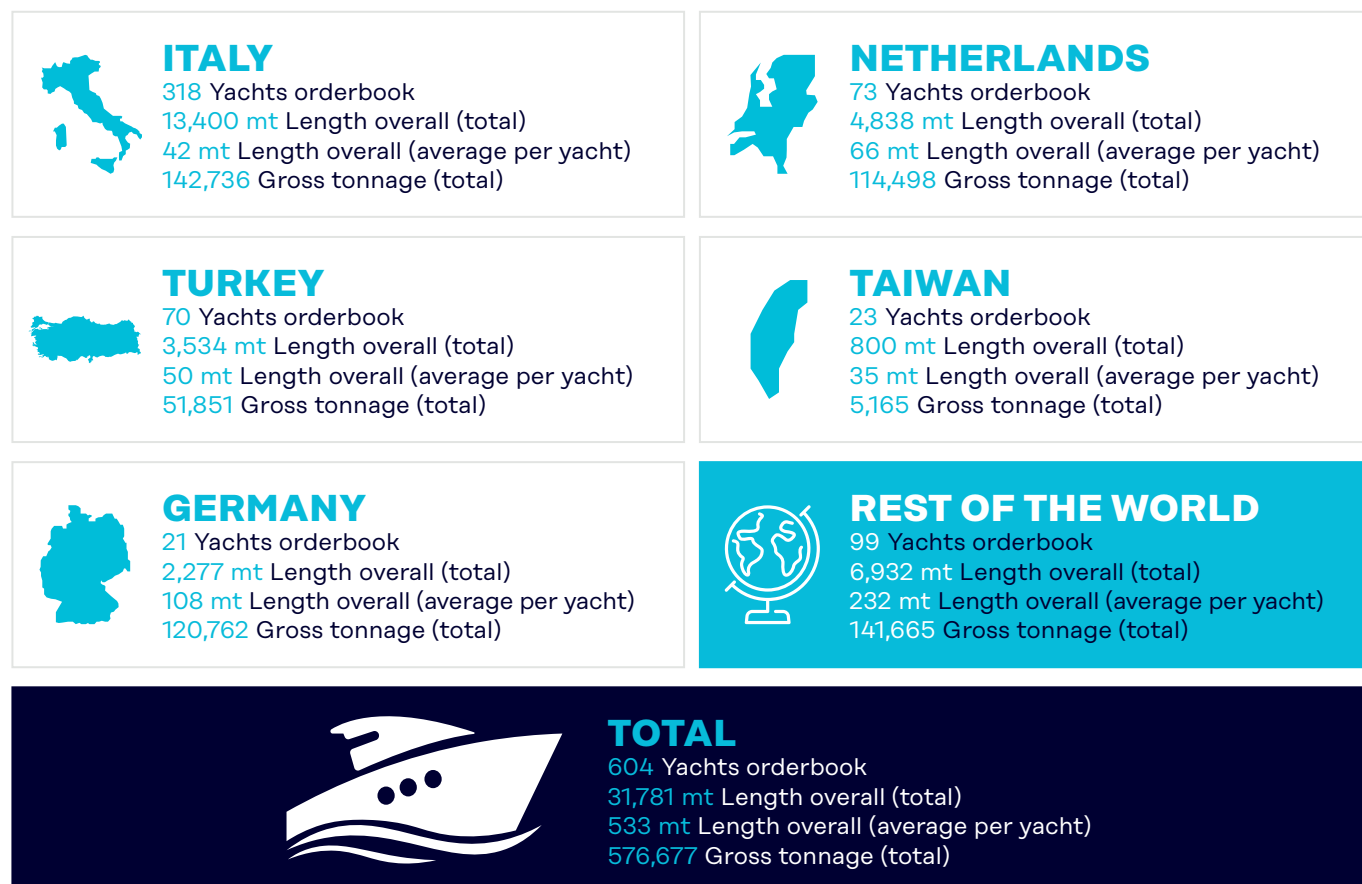 ITALY
318 Yachts orderbook
13,400 mt Length overall (total)
42 mt Length overall (average per yacht)
142,736 Gross tonnage (total)
NETHERLANDS
73 Yachts orderbook
4,838 mt Length overall (total)
66 mt Length overall (average per yacht)
114,498 Gross tonnage (total)
TURKEY
70 Yachts orderbook
3,534 mt Length overall (total)
50 mt Length overall (average per yacht)
51,851 Gross tonnage (total)
TAIWAN
23 Yachts orderbook
800 mt Length overall (total)
35 mt Length overall (average per yacht)
5,165 Gross tonnage (total)
GERMANY
21 Yachts orderbook
2,277 mt Length overall (total)
108 mt Length overall (average per yacht)
120,762 Gross tonnage (total)
REST OF THE WORLD
99 Yachts orderbook
6,932 mt Length overall (total)
232 mt Length overall (average per yacht)
141,665 Gross tonnage (total)
TOTAL
604 Yachts orderbook
31,781 mt Length overall (total)
533 mt Length overall (average per yacht)
576,677 Gross tonnage (total)